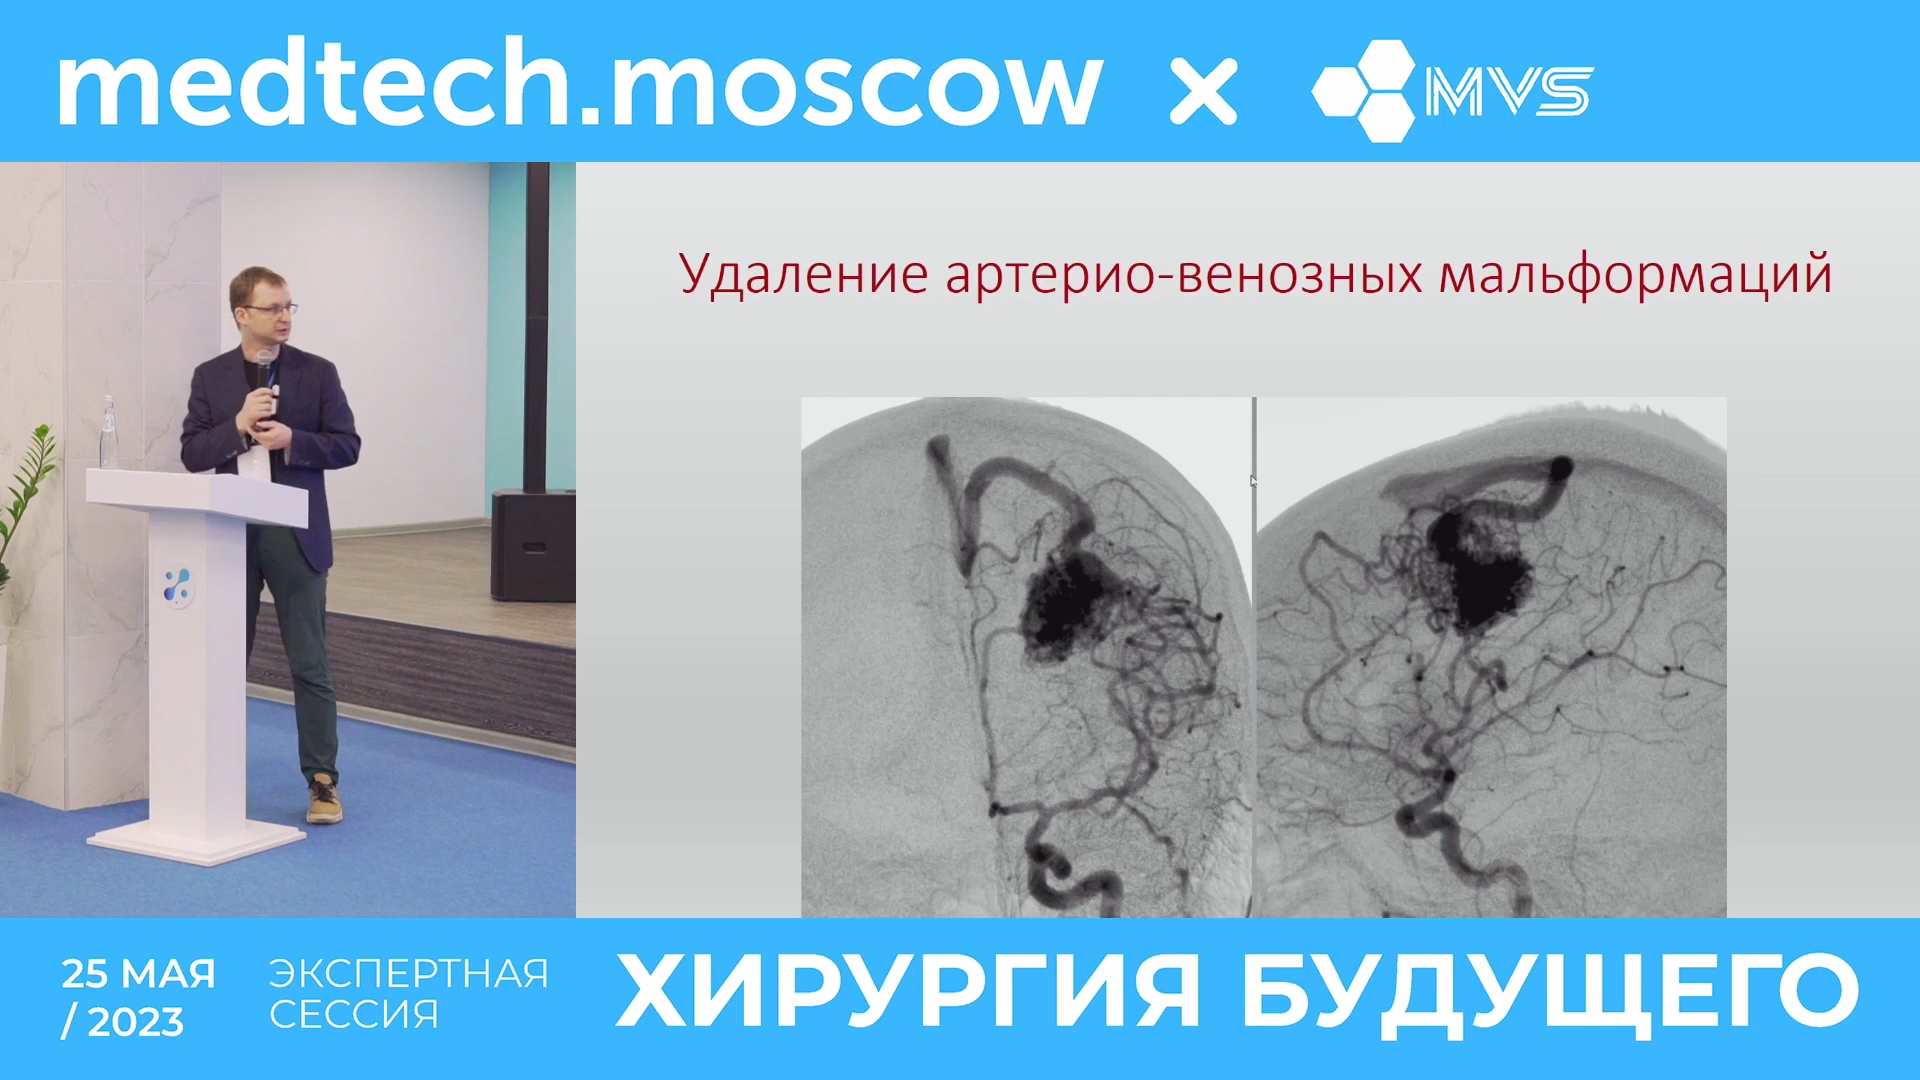 medtech.moscow × MVS
Удаление артерио-венозных мальформаций
25 МАЯ
/ 2023
ЭКСПЕРТНАЯ
СЕССИЯ
ХИРУРГИЯ БУДУЩЕГО